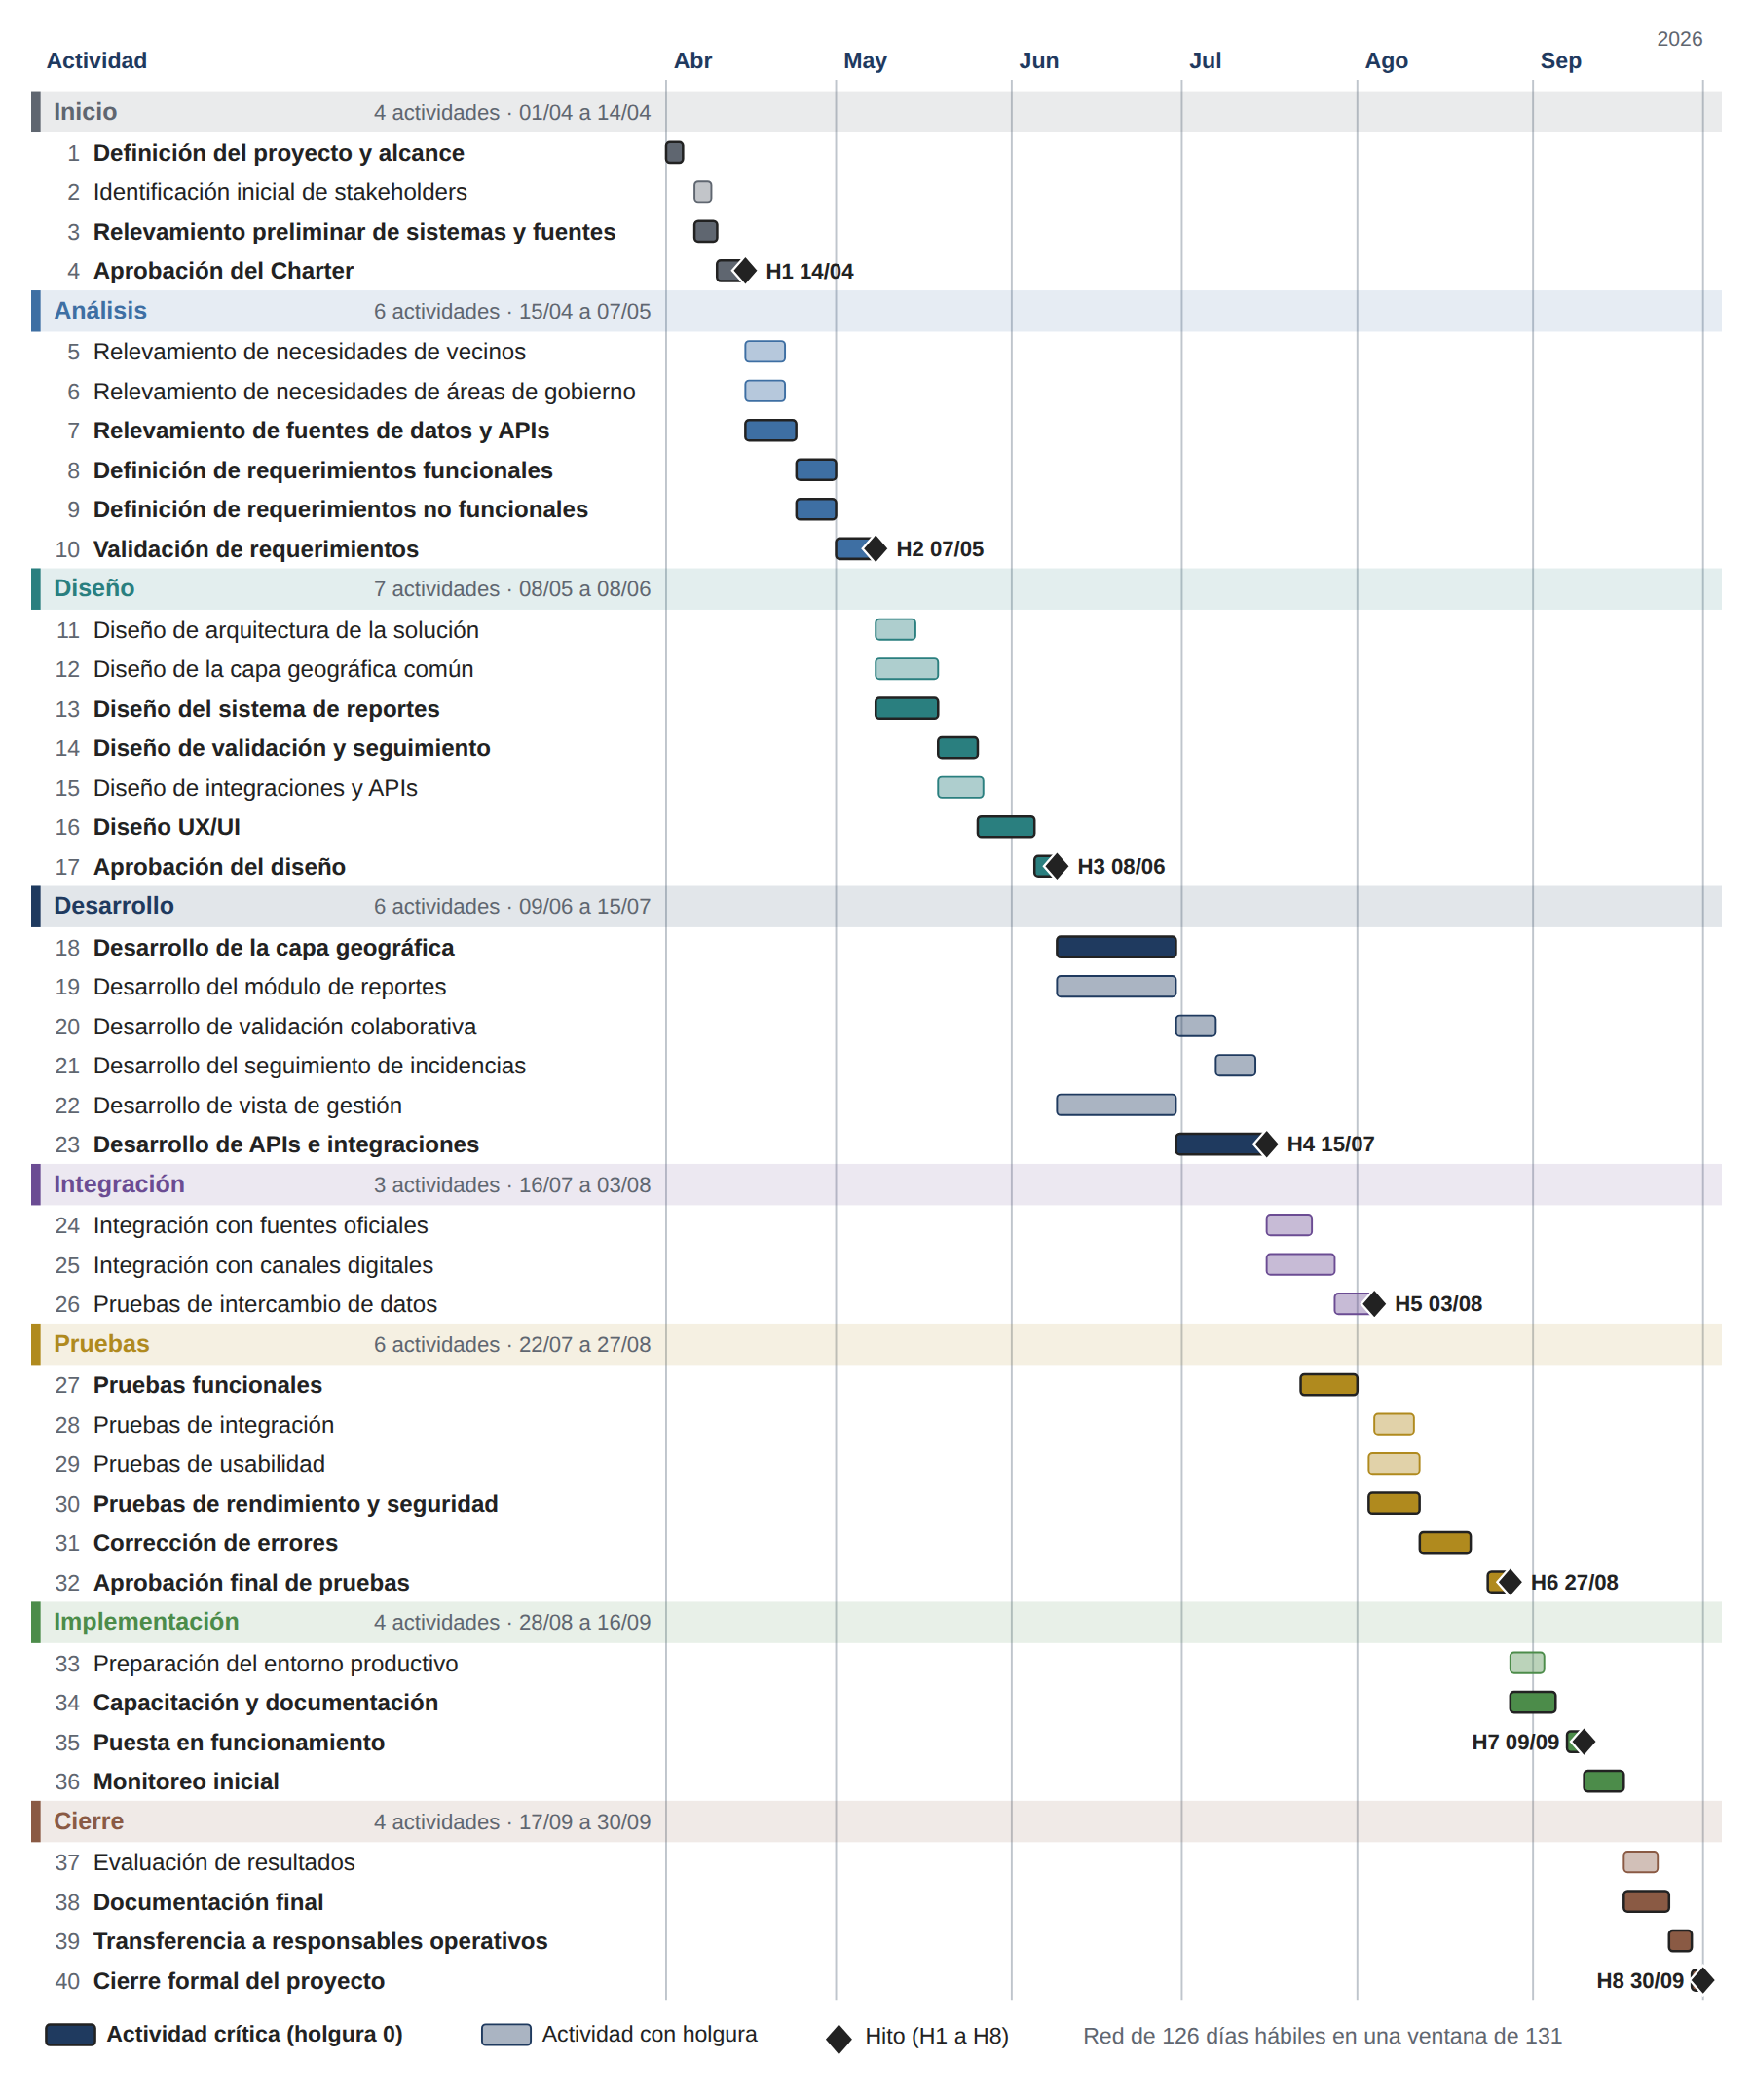 2026
Actividad Abr May Jun Jul Ago Sep
Inicio 4 actividades · 01/04 a 14/04
1 Definición del proyecto y alcance
2 Identificación inicial de stakeholders
3 Relevamiento preliminar de sistemas y fuentes
4 Aprobación del Charter H1 14/04
Análisis 6 actividades · 15/04 a 07/05
5 Relevamiento de necesidades de vecinos
6 Relevamiento de necesidades de áreas de gobierno
7 Relevamiento de fuentes de datos y APIs
8 Definición de requerimientos funcionales
9 Definición de requerimientos no funcionales
10 Validación de requerimientos H2 07/05
Diseño 7 actividades · 08/05 a 08/06
11 Diseño de arquitectura de la solución
12 Diseño de la capa geográfica común
13 Diseño del sistema de reportes
14 Diseño de validación y seguimiento
15 Diseño de integraciones y APIs
16 Diseño UX/UI
17 Aprobación del diseño H3 08/06
Desarrollo 6 actividades · 09/06 a 15/07
18 Desarrollo de la capa geográfica
19 Desarrollo del módulo de reportes
20 Desarrollo de validación colaborativa
21 Desarrollo del seguimiento de incidencias
22 Desarrollo de vista de gestión
23 Desarrollo de APIs e integraciones H4 15/07
Integración 3 actividades · 16/07 a 03/08
24 Integración con fuentes oficiales
25 Integración con canales digitales
26 Pruebas de intercambio de datos H5 03/08
Pruebas 6 actividades · 22/07 a 27/08
27 Pruebas funcionales
28 Pruebas de integración
29 Pruebas de usabilidad
30 Pruebas de rendimiento y seguridad
31 Corrección de errores
32 Aprobación final de pruebas H6 27/08
Implementación 4 actividades · 28/08 a 16/09
33 Preparación del entorno productivo
34 Capacitación y documentación
35 Puesta en funcionamiento H7 09/09
36 Monitoreo inicial
Cierre 4 actividades · 17/09 a 30/09
37 Evaluación de resultados
38 Documentación final
39 Transferencia a responsables operativos
40 Cierre formal del proyecto H8 30/09
Actividad crítica (holgura 0) Actividad con holgura Hito (H1 a H8) Red de 126 días hábiles en una ventana de 131